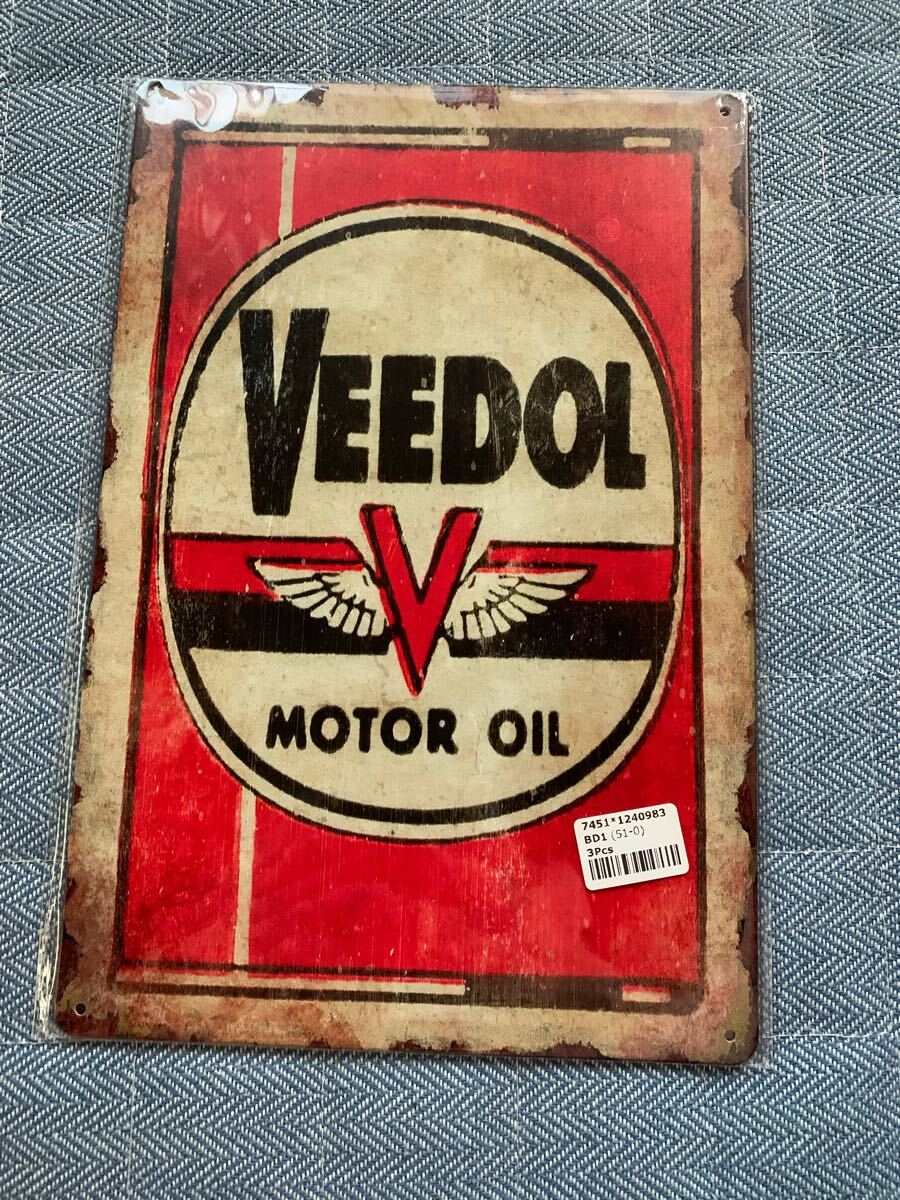 VEEDOL
V
MOTOR OIL
7451*1240983
BD1 (51-0)
3Pcs